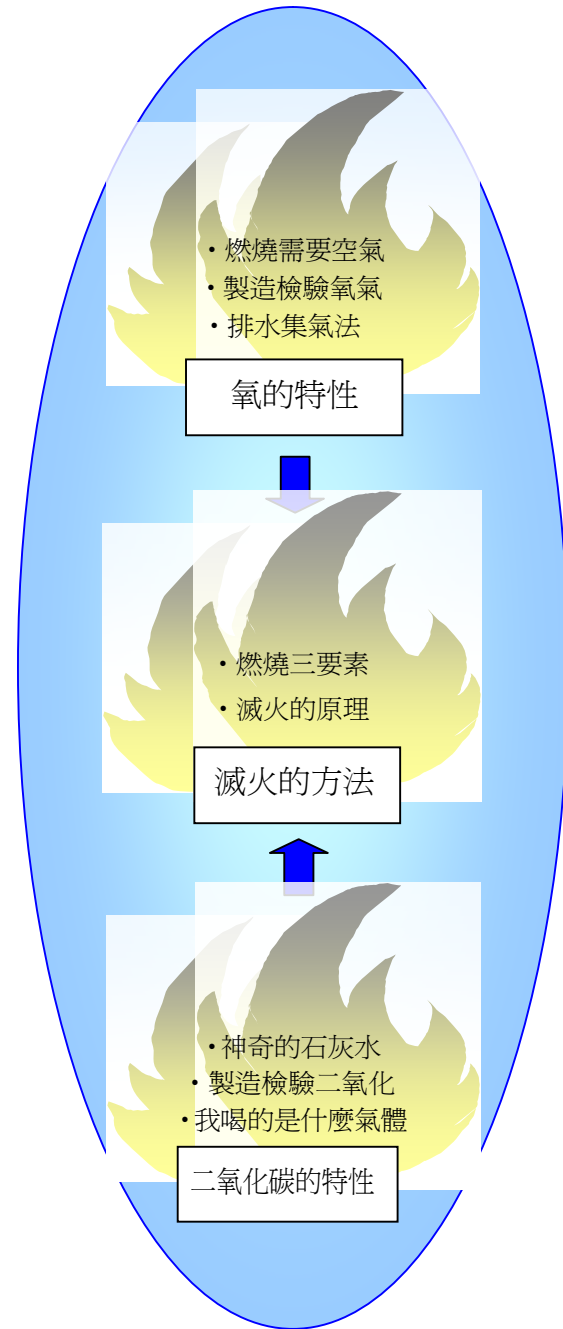 ・燃燒需要空氣
・製造檢驗氧氣
・排水集氣法
氧的特性
・燃燒三要素
・滅火的原理
滅火的方法
・神奇的石灰水
・製造檢驗二氧化
・我喝的是什麼氣體
二氧化碳的特性